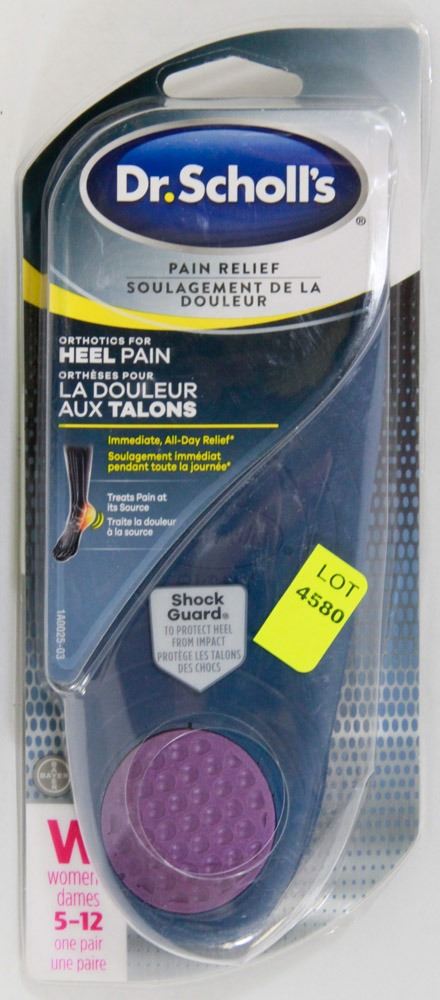 Dr.Scholl's®
PAIN RELIEF
SOULAGEMENT DE LA
DOULEUR
ORTHOTICS FOR
HEEL PAIN
ORTHÈSES POUR
LA DOULEUR
AUX TALONS
Immediate, All-Day Relief*
Soulagement immédiat
pendant toute la journée*
Treats Pain at
Its Source
Traite la douleur
à la source
LOT
4580
Shock
Guard®
TO PROTECT HEEL
FROM IMPACT
PROTÈGE LES TALONS
DES CHOCS
1A0025-03
BAYER
W
women
dames
5-12
one pair
une paire